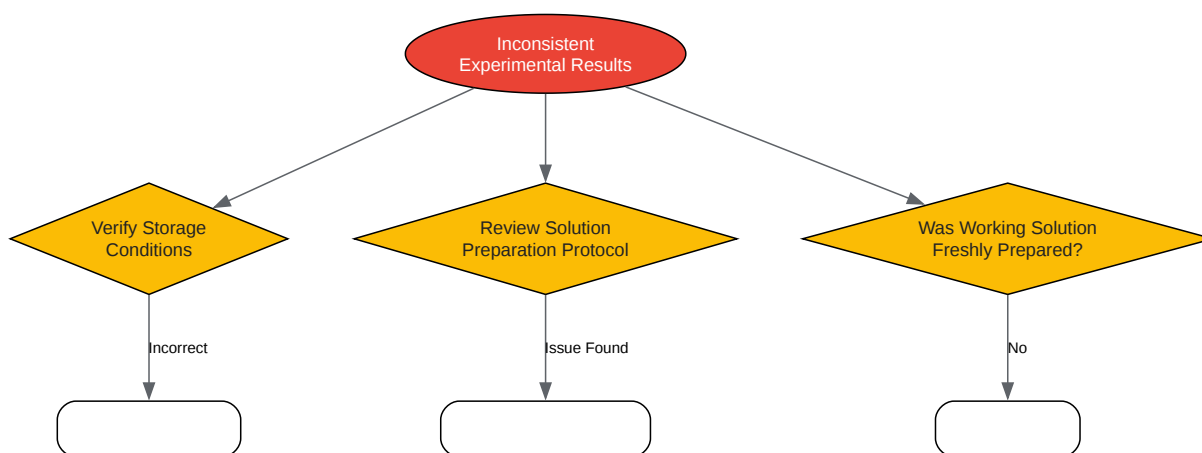 Inconsistent
Experimental Results
Verify Storage
Conditions
Review Solution
Preparation Protocol
Was Working Solution
Freshly Prepared?
Incorrect
Issue Found
No